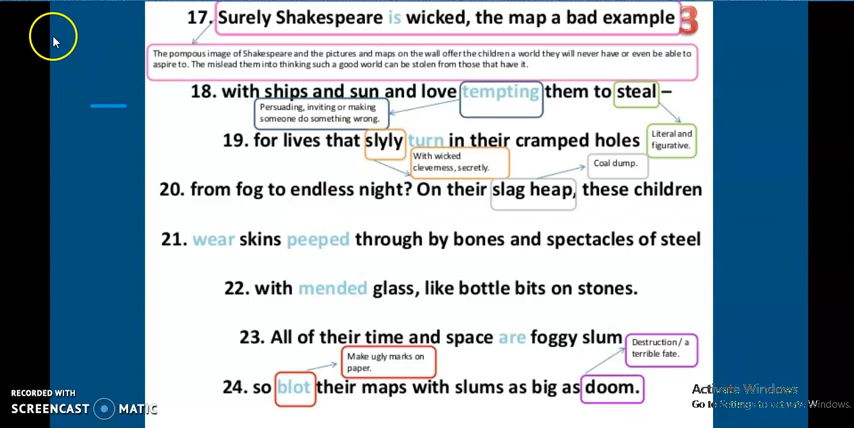 17. Surely Shakespeare is wicked, the map a bad example
3
The pompous image of Shakespeare and the pictures and maps on the wall offer the children a world they will never have or even be able to
aspire to. The mislead them into thinking such a good world can be stolen from those that have it.
18. with ships and sun and love tempting them to steal –
Persuading, inviting or making
someone do something wrong.
19. for lives that slyly turn in their cramped holes
Literal and
figurative.
With wicked
cleverness, secretly.
Coal dump.
20. from fog to endless night? On their slag heap, these children
21. wear skins peeped through by bones and spectacles of steel
22. with mended glass, like bottle bits on stones.
23. All of their time and space are foggy slum
Destruction / a
terrible fate.
Make ugly marks on
paper.
24. so blot their maps with slums as big as doom.
Activate Windows
Go to Settings to activate Windows.
RECORDED WITH
SCREENCAST MATIC